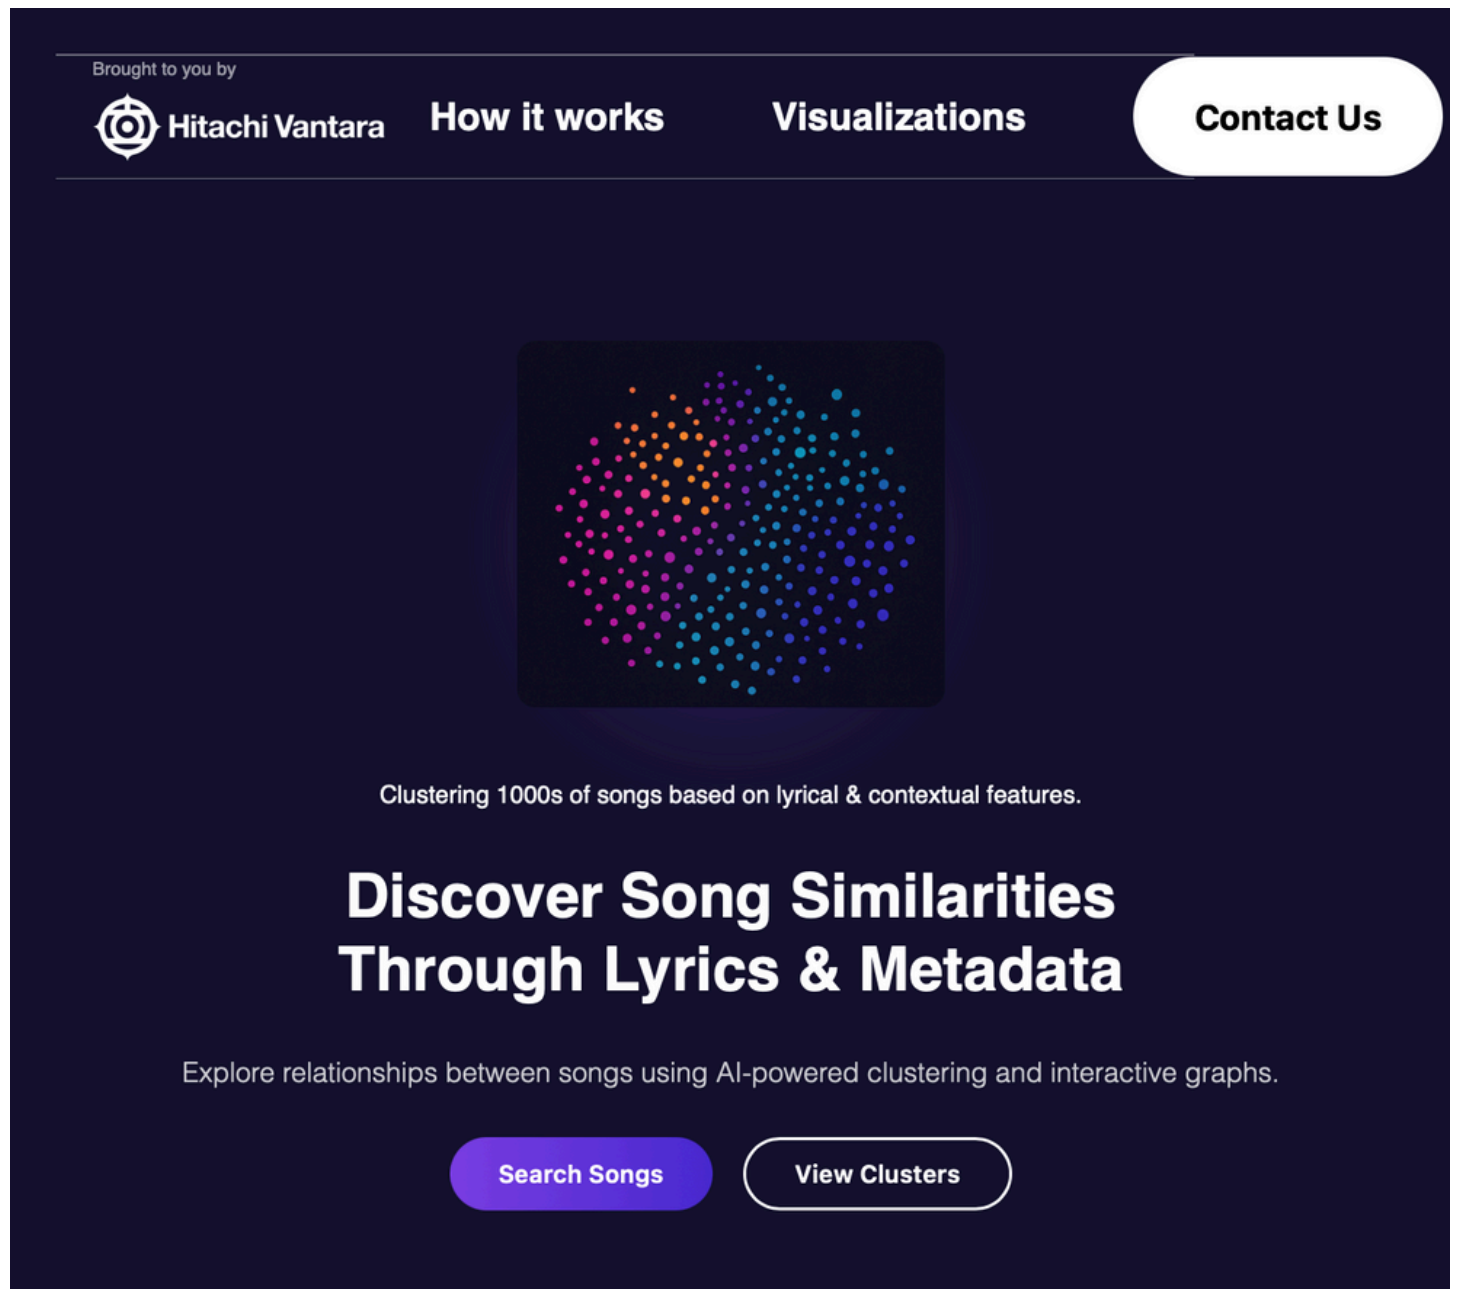 Brought to you by
Hitachi Vantara
How it works
Visualizations
Contact Us
Clustering 1000s of songs based on lyrical & contextual features.
Discover Song Similarities
Through Lyrics & Metadata
Explore relationships between songs using AI-powered clustering and interactive graphs.
Search Songs
View Clusters